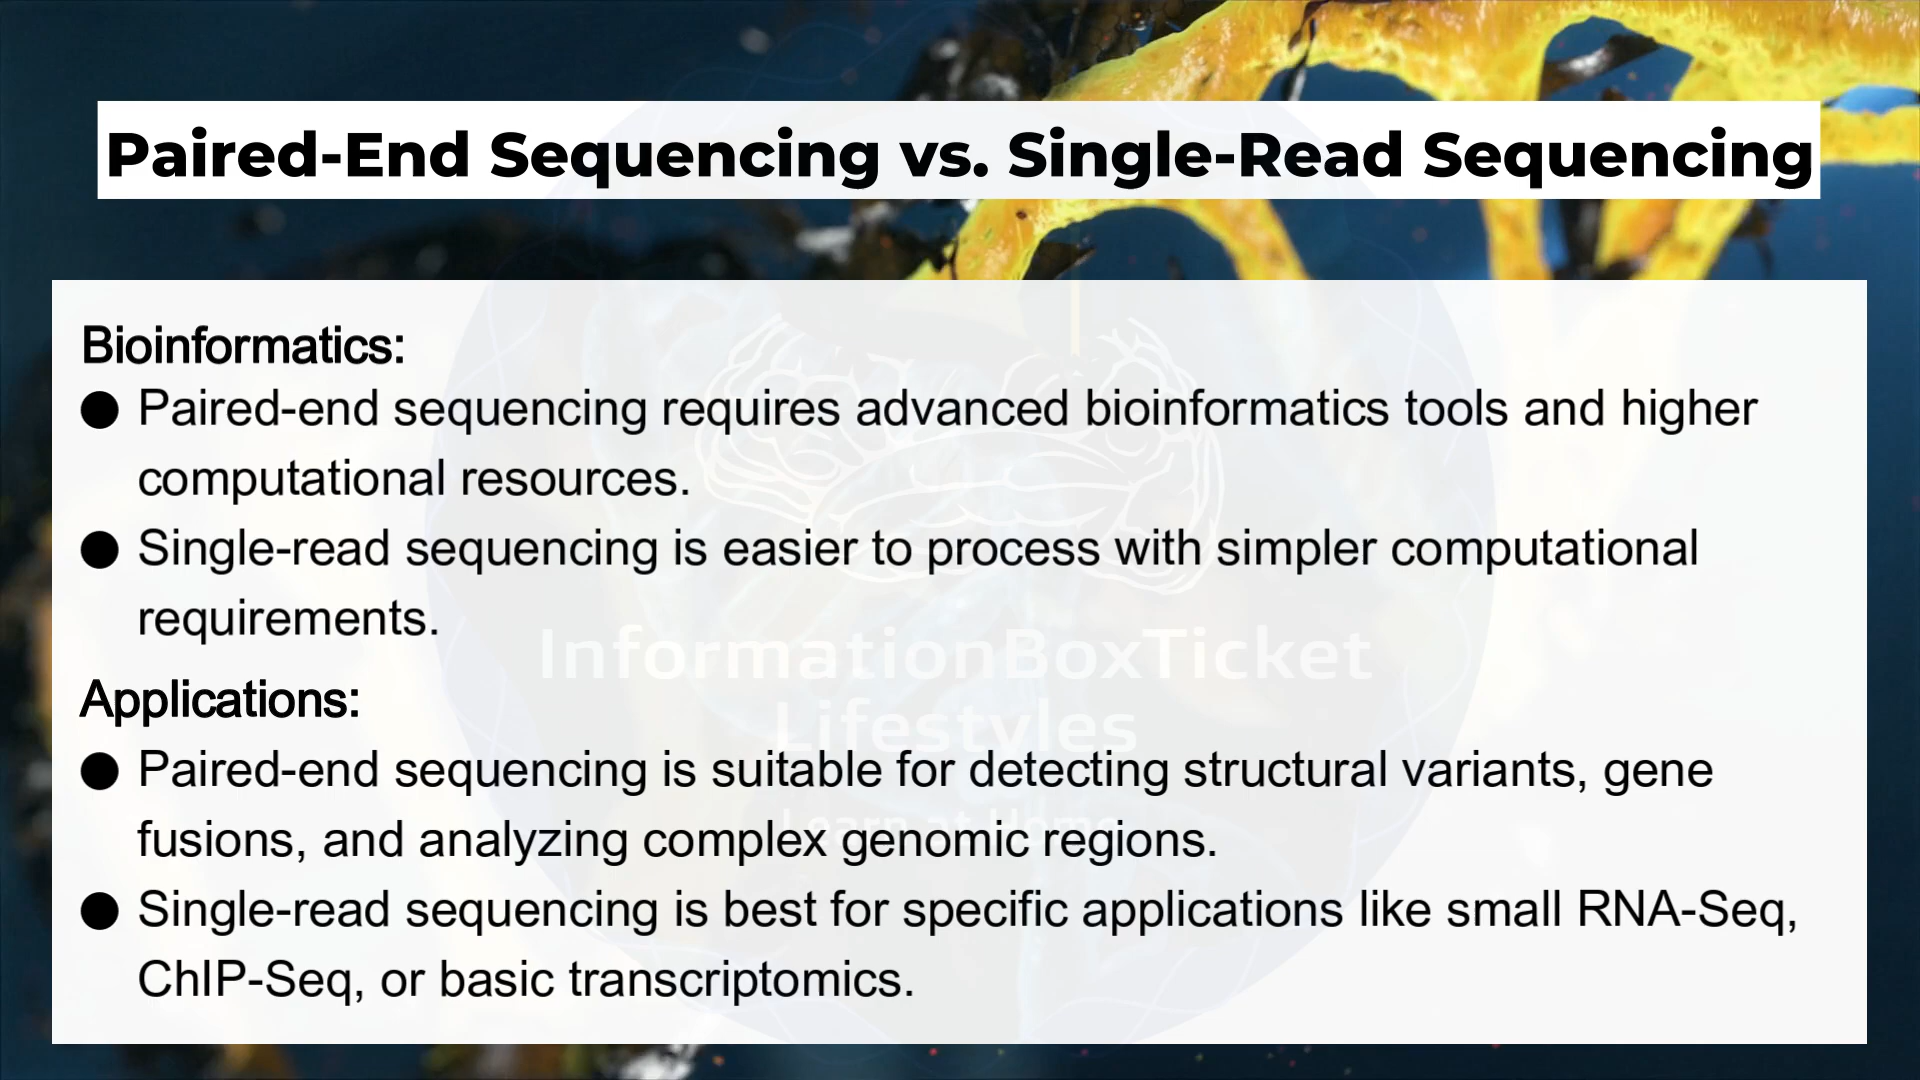 Paired-End Sequencing vs. Single-Read Sequencing
Bioinformatics:
● Paired-end sequencing requires advanced bioinformatics tools and higher
computational resources.
● Single-read sequencing is easier to process with simpler computational
requirements.
InformationBoxTicket
Lifestyles
Learn at Home
Applications:
● Paired-end sequencing is suitable for detecting structural variants, gene
fusions, and analyzing complex genomic regions.
● Single-read sequencing is best for specific applications like small RNA-Seq,
ChIP-Seq, or basic transcriptomics.